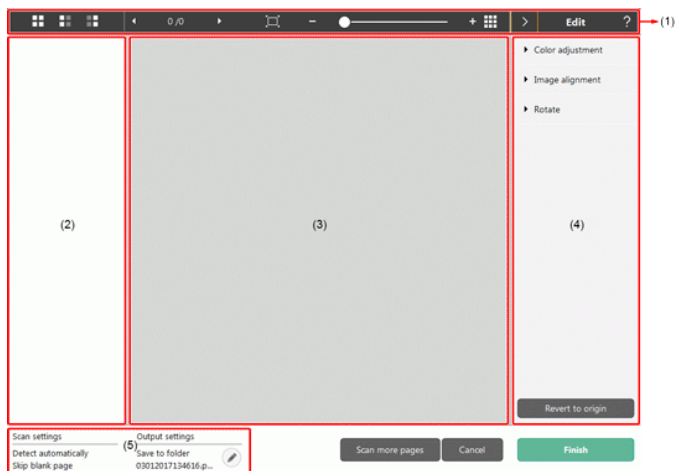 0 /0
−
+
>
Edit
?
(1)
Color adjustment
Image alignment
Rotate
(2)
(3)
(4)
Revert to origin
Scan settings
Output settings
(5)
Detect automatically
Save to folder
Skip blank page
03012017134616.p...
Scan more pages
Cancel
Finish